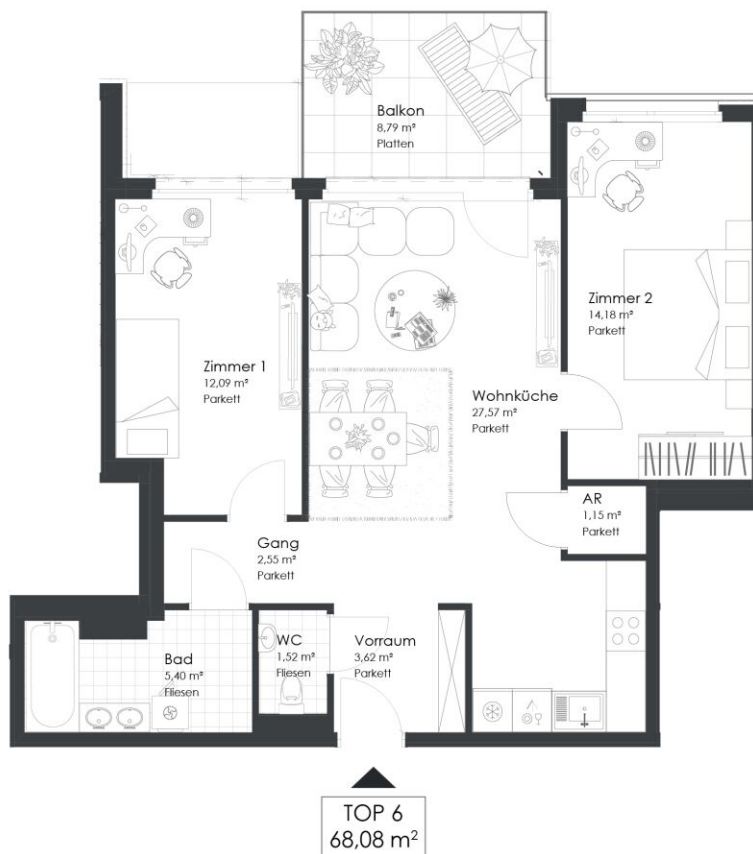 Balkon
8,79 m²
Platten
Zimmer 2
14,18 m²
Parkett
Zimmer 1
12,09 m²
Parkett
Wohnküche
27,57 m²
Parkett
AR
1,15 m²
Parkett
Gang
2,55 m²
Parkett
WC
1,52 m²
Fliesen
Vorraum
3,62 m²
Parkett
Bad
5,40 m²
Fliesen
TOP 6
68,08 m²